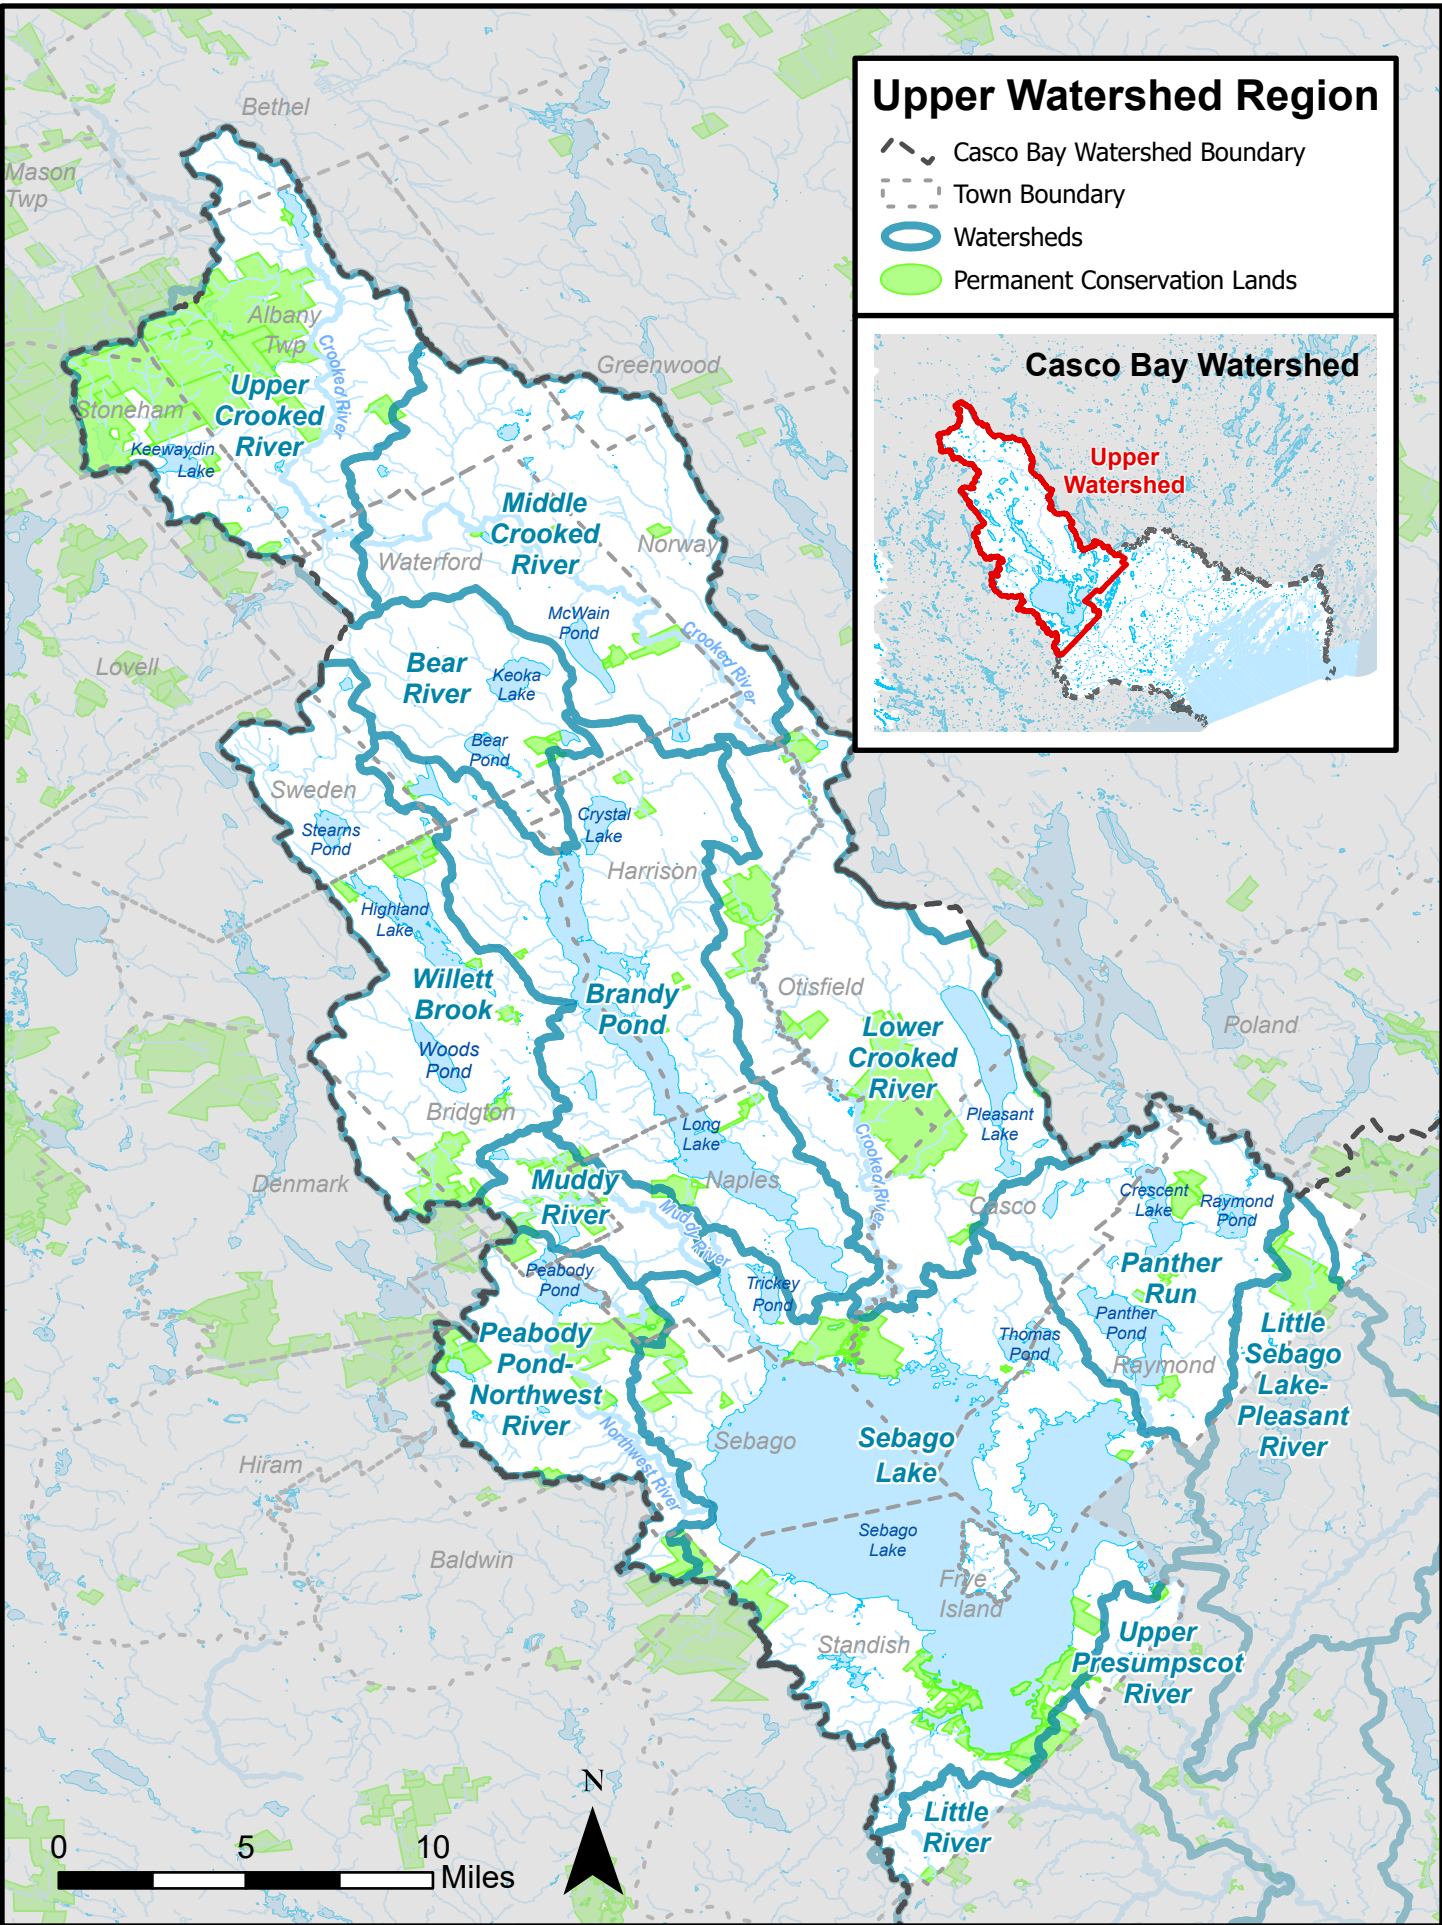 Upper Watershed Region
Casco Bay Watershed Boundary
Town Boundary
Watersheds
Permanent Conservation Lands
Casco Bay Watershed
Upper
Watershed
Bethel
Mason
Twp
Albany
Twp
Crooked River
Greenwood
Upper
Crooked
River
Stoneham
Keewaydin
Lake
Middle
Crooked
River
Norway
Waterford
McWain
Pond
Crooked River
Lovell
Bear
River
Keoka
Lake
Bear
Pond
Sweden
Stearns
Pond
Crystal
Lake
Harrison
Highland
Lake
Willett
Brook
Brandy
Pond
Otisfield
Lower
Crooked
River
Poland
Woods
Pond
Bridgton
Long
Lake
Pleasant
Lake
Crooked River
Denmark
Muddy
River
Naples
Muddy River
Casco
Crescent
Lake
Raymond
Pond
Panther
Run
Peabody
Pond
Trickey
Pond
Panther
Pond
Thomas
Pond
Raymond
Little
Sebago
Lake-
Pleasant
River
Peabody
Pond-
Northwest
River
Northwest River
Sebago
Sebago
Lake
Hiram
Sebago
Lake
Baldwin
Frye
Island
Standish
Upper
Presumpscot
River
Little
River
N
0 5 10
Miles